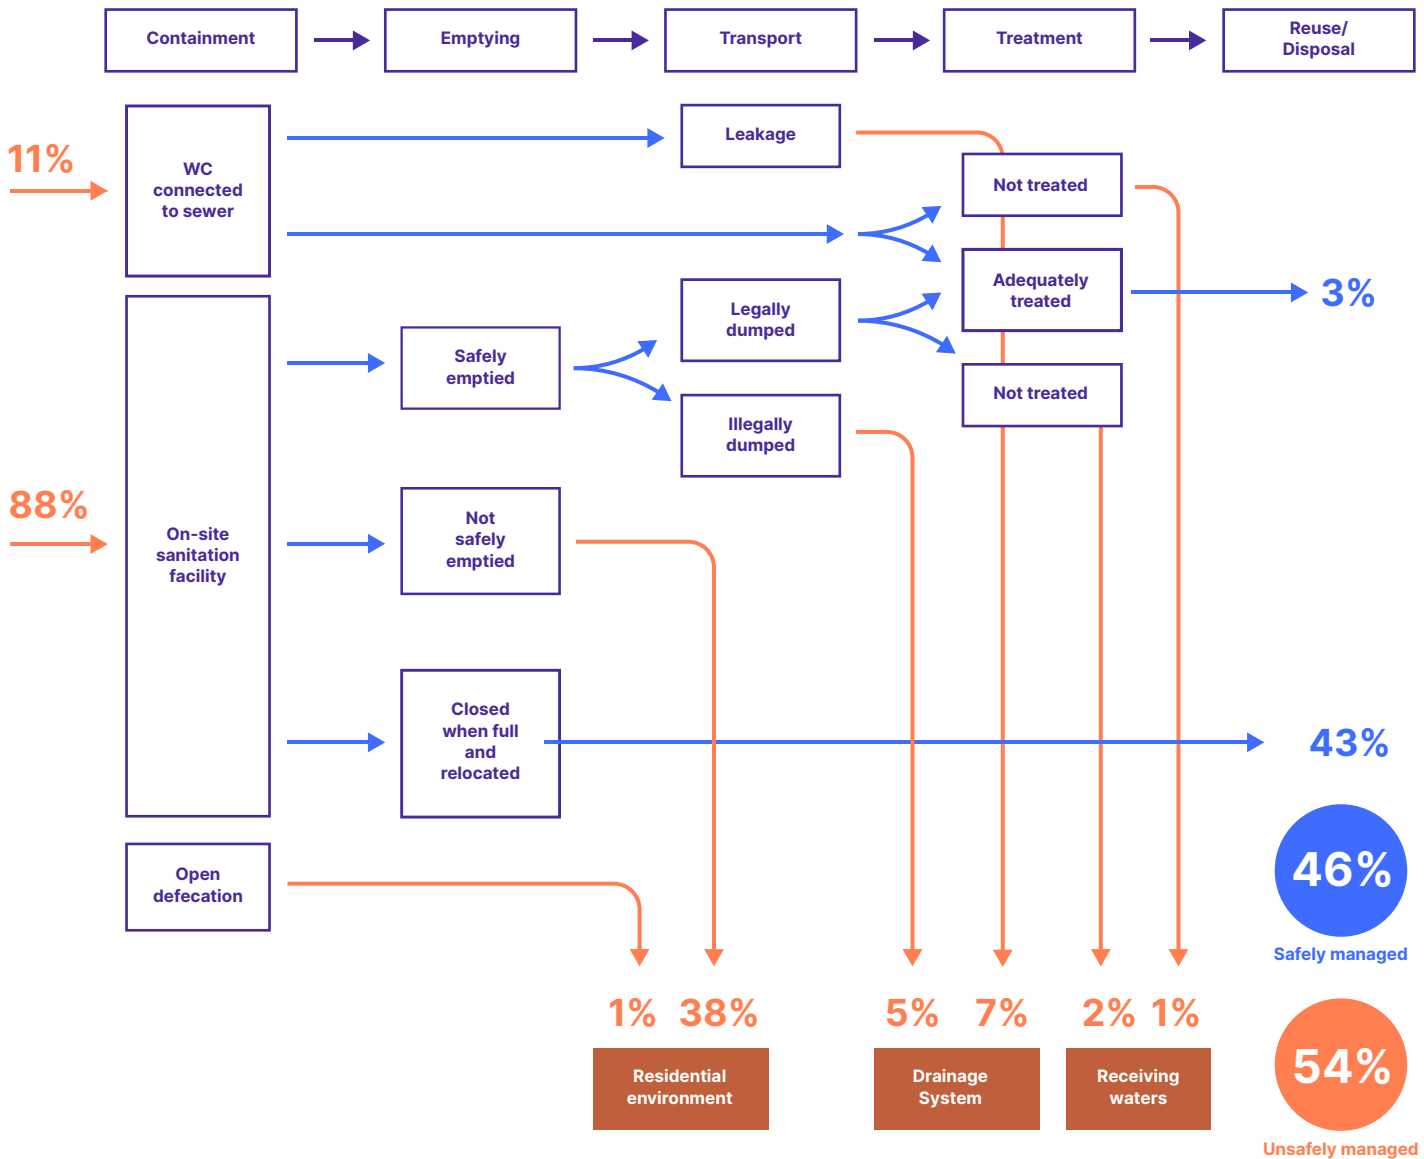 Containment
Emptying
Transport
Treatment
Reuse/
Disposal
11%
WC
connected
to sewer
Leakage
Not treated
Adequately
treated
3%
Legally
dumped
Safely
emptied
Not treated
Illegally
dumped
88%
On-site
sanitation
facility
Not
safely
emptied
Closed
when full
and
relocated
43%
Open
defecation
46%
Safely managed
1% 38% 5% 7% 2% 1%
Residential
environment
Drainage
System
Receiving
waters
54%
Unsafely managed